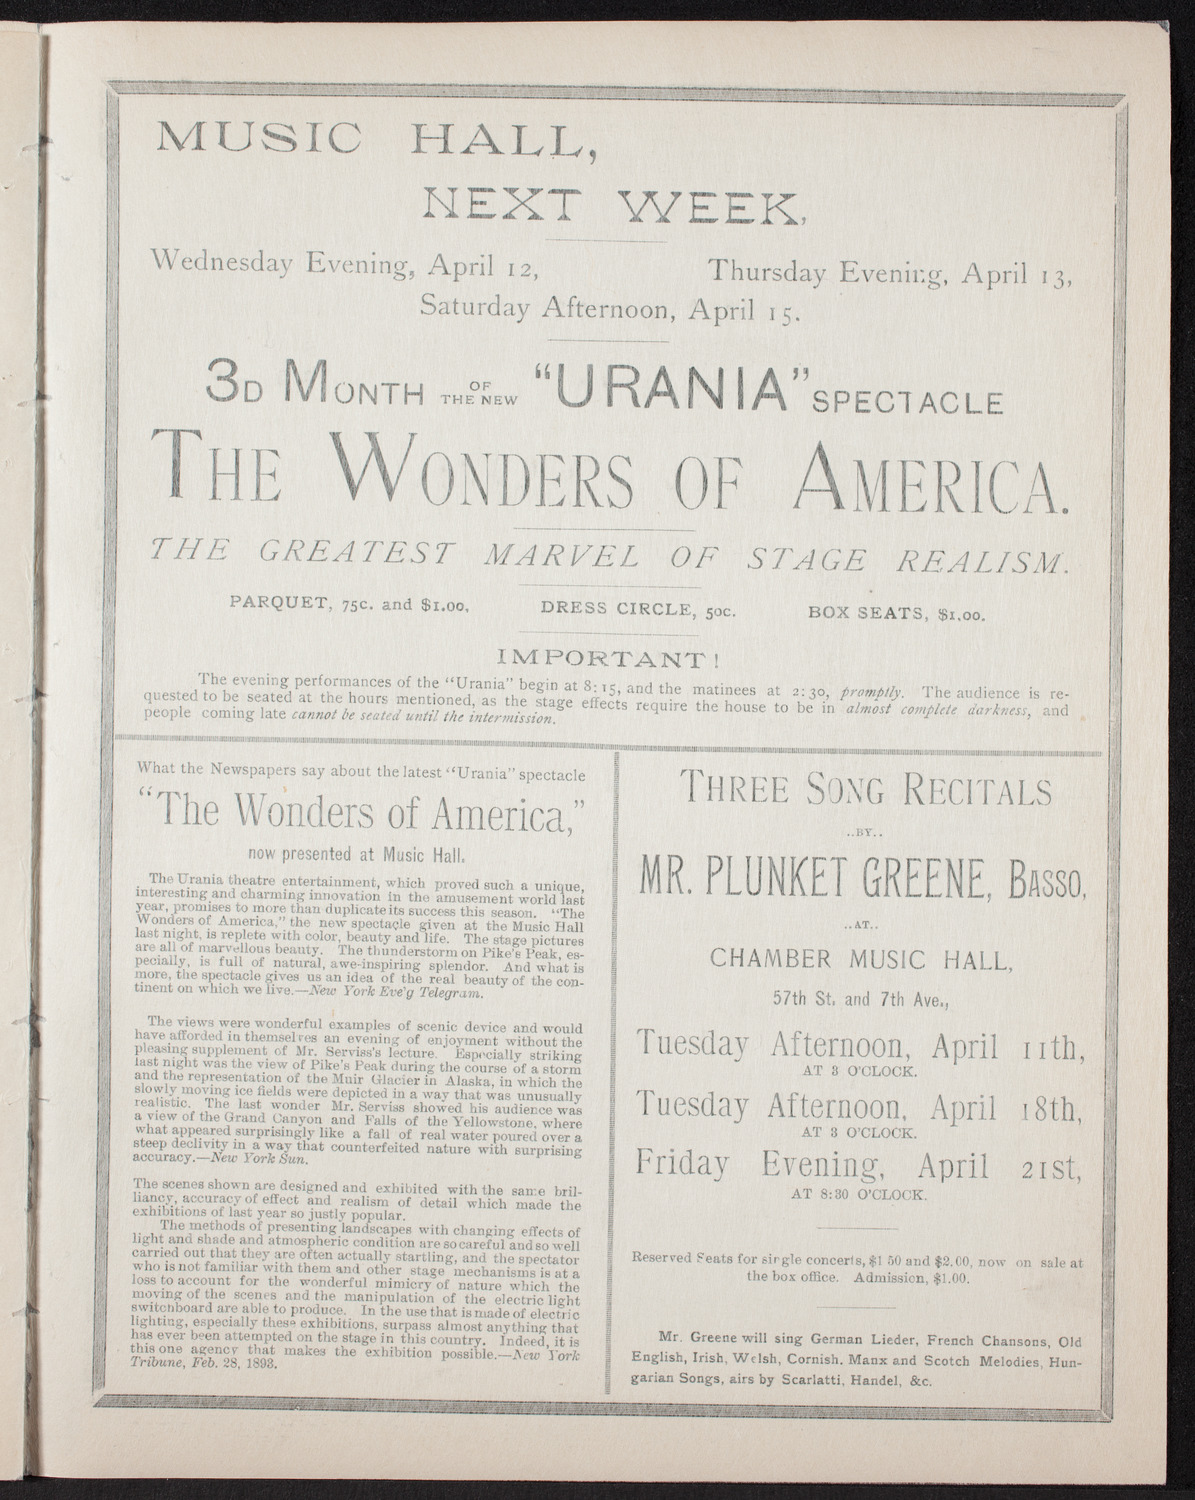 MUSIC HALL,
NEXT WEEK,
Wednesday Evening, April 12,
Thursday Evening, April 13,
Saturday Afternoon, April 15.
3D MONTH OF THE NEW "URANIA" SPECTACLE
THE WONDERS OF AMERICA.
THE GREATEST MARVEL OF STAGE REALISM.
PARQUET, 75c. and $1.00, DRESS CIRCLE, 50c. BOX SEATS, $1.00.
IMPORTANT!
The evening performances of the "Urania" begin at 8:15, and the matinees at 2:30, promptly. The audience is re-
quested to be seated at the hours mentioned, as the stage effects require the house to be in almost complete darkness, and
people coming late cannot be seated until the intermission.
What the Newspapers say about the latest "Urania" spectacle
"The Wonders of America,"
now presented at Music Hall.
The Urania theatre entertainment, which proved such a unique,
interesting and charming innovation in the amusement world last
year, promises to more than duplicate its success this season. "The
Wonders of America," the new spectacle given at the Music Hall
last night, is replete with color, beauty and life. The stage pictures
are all of marvellous beauty. The thunderstorm on Pike's Peak, es-
pecially, is full of natural, awe-inspiring splendor. And what is
more, the spectacle gives us an idea of the real beauty of the con-
tinent on which we live.—New York Eve'g Telegram.
The views were wonderful examples of scenic device and would
have afforded in themselves an evening of enjoyment without the
pleasing supplement of Mr. Serviss's lecture. Especially striking
last night was the view of Pike's Peak during the course of a storm
and the representation of the Muir Glacier in Alaska, in which the
slowly moving ice fields were depicted in a way that was unusually
realistic. The last wonder Mr. Serviss showed his audience was
a view of the Grand Canyon and Falls of the Yellowstone, where
what appeared surprisingly like a fall of real water poured over a
steep declivity in a way that counterfeited nature with surprising
accuracy.—New York Sun.
The scenes shown are designed and exhibited with the same bril-
liancy, accuracy of effect and realism of detail which made the
exhibitions of last year so justly popular.
The methods of presenting landscapes with changing effects of
light and shade and atmospheric condition are so careful and so well
carried out that they are often actually startling, and the spectator
who is not familiar with them and other stage mechanisms is at a
loss to account for the wonderful mimicry of nature which the
moving of the scenes and the manipulation of the electric light
switchboard are able to produce. In the use that is made of electric
lighting, especially these exhibitions, surpass almost anything that
has ever been attempted on the stage in this country. Indeed, it is
this one agency that makes the exhibition possible.—New York
Tribune, Feb. 28, 1893.
THREE SONG RECITALS
..BY..
MR. PLUNKET GREENE, BASSO,
..AT..
CHAMBER MUSIC HALL,
57th St. and 7th Ave.,
Tuesday Afternoon, April 11th,
AT 3 O'CLOCK.
Tuesday Afternoon, April 18th,
AT 3 O'CLOCK.
Friday Evening, April 21st,
AT 8:30 O'CLOCK.
Reserved Seats for single concerts, $1 50 and $2.00, now on sale at
the box office. Admission, $1.00.
Mr. Greene will sing German Lieder, French Chansons, Old
English, Irish, Welsh, Cornish, Manx and Scotch Melodies, Hun-
garian Songs, airs by Scarlatti, Handel, &c.